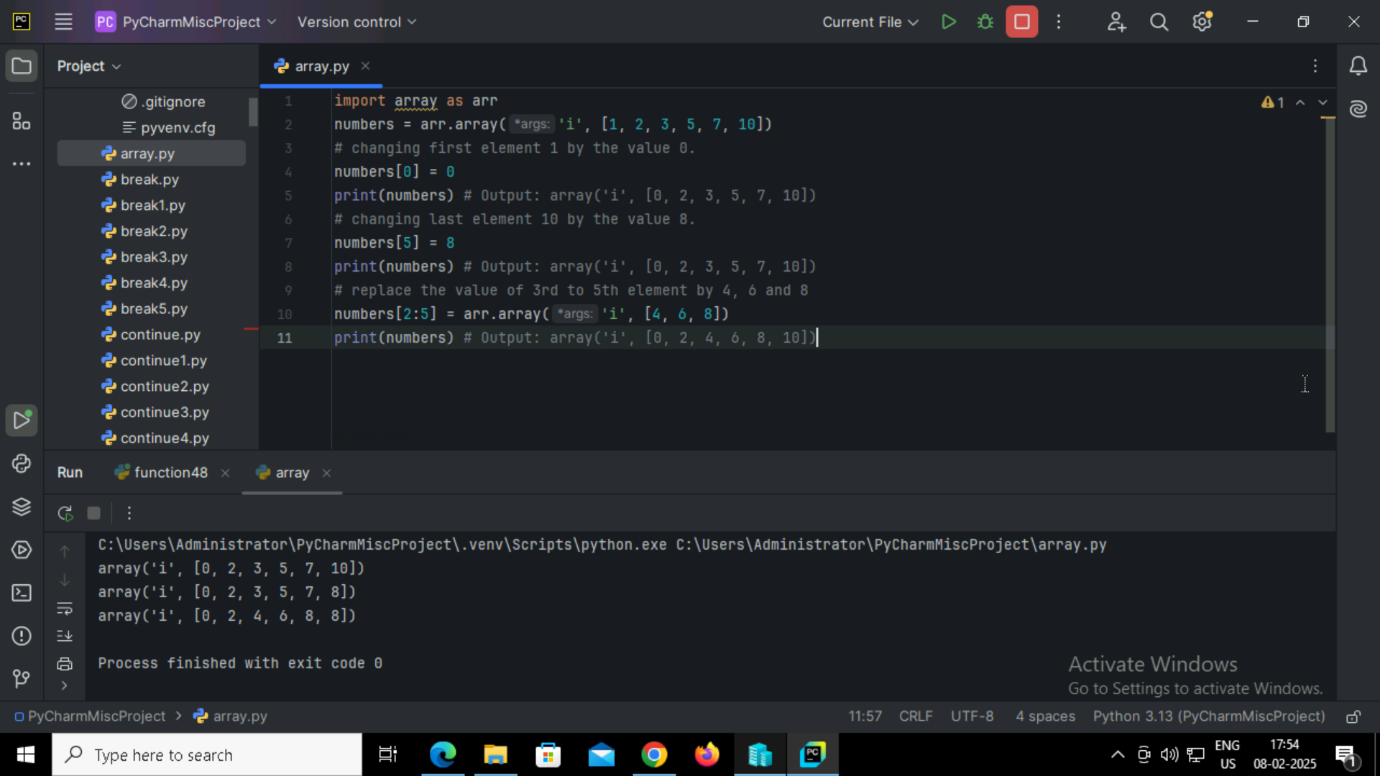 PC
PC PyCharmMiscProject Version control Current File
Project
array.py
.gitignore
pyvenv.cfg
array.py
break.py
break1.py
break2.py
break3.py
break4.py
break5.py
continue.py
continue1.py
continue2.py
continue3.py
continue4.py
1 import array as arr
2 numbers = arr.array( *args: 'i', [1, 2, 3, 5, 7, 10])
3 # changing first element 1 by the value 0.
4 numbers[0] = 0
5 print(numbers) # Output: array('i', [0, 2, 3, 5, 7, 10])
6 # changing last element 10 by the value 8.
7 numbers[5] = 8
8 print(numbers) # Output: array('i', [0, 2, 3, 5, 7, 10])
9 # replace the value of 3rd to 5th element by 4, 6 and 8
10 numbers[2:5] = arr.array( *args: 'i', [4, 6, 8])
11 print(numbers) # Output: array('i', [0, 2, 4, 6, 8, 10])
1
Run function48 array
C:\Users\Administrator\PyCharmMiscProject\.venv\Scripts\python.exe C:\Users\Administrator\PyCharmMiscProject\array.py
array('i', [0, 2, 3, 5, 7, 10])
array('i', [0, 2, 3, 5, 7, 8])
array('i', [0, 2, 4, 6, 8, 8])
Process finished with exit code 0
Activate Windows
Go to Settings to activate Windows.
PyCharmMiscProject > array.py 11:57 CRLF UTF-8 4 spaces Python 3.13 (PyCharmMiscProject)
Type here to search
PC
ENG
US
17:54
08-02-2025
1